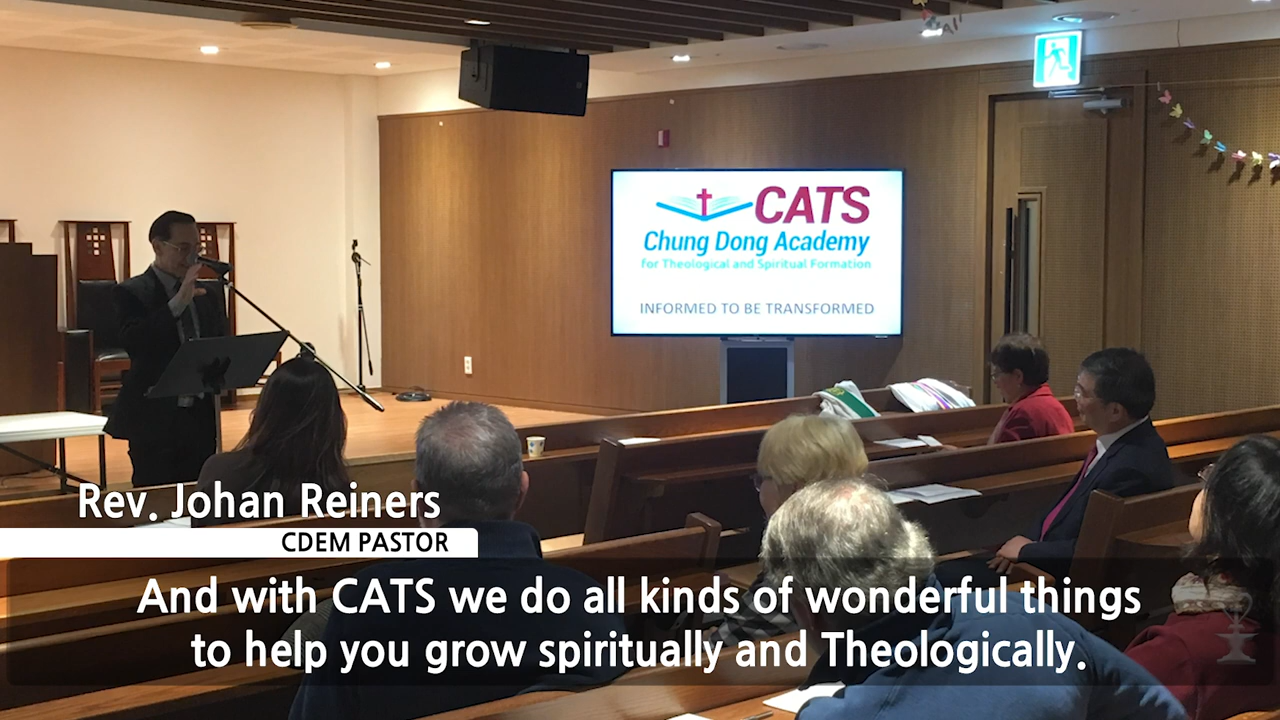 CATS
Chung Dong Academy
for Theological and Spiritual Formation
INFORMED TO BE TRANSFORMED
Rev. Johan Reiners
CDEM PASTOR
And with CATS we do all kinds of wonderful things
to help you grow spiritually and Theologically.